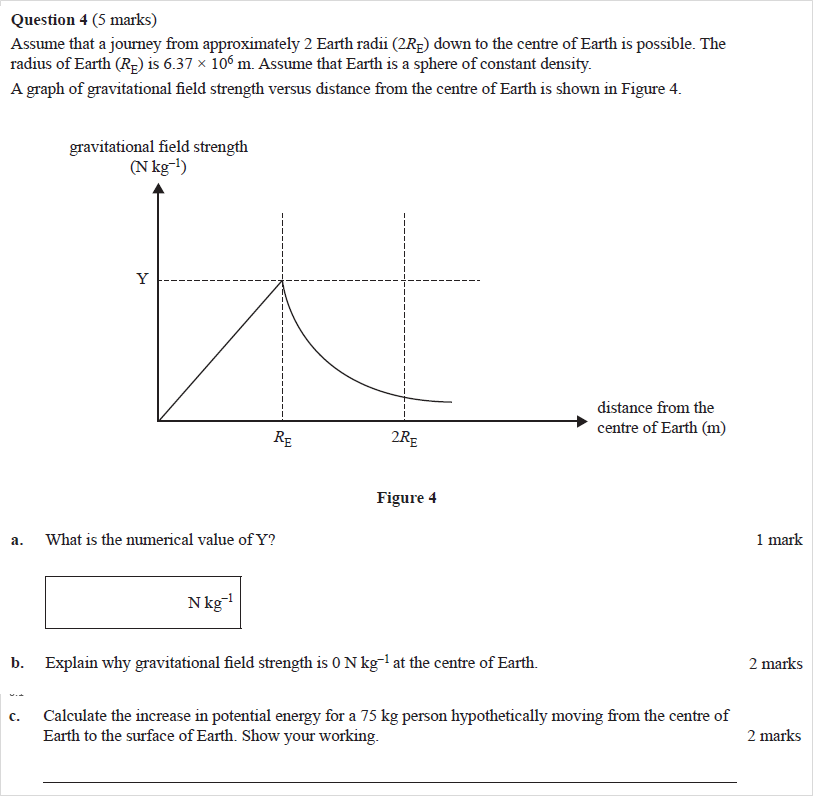 Question 4 (5 marks)
Assume that a journey from approximately 2 Earth radii (2R_E) down to the centre of Earth is possible. The
radius of Earth (R_E) is 6.37 × 10⁶ m. Assume that Earth is a sphere of constant density.
A graph of gravitational field strength versus distance from the centre of Earth is shown in Figure 4.
gravitational field strength
(N kg⁻¹)
Y
R_E 2R_E
distance from the
centre of Earth (m)
Figure 4
a. What is the numerical value of Y? 1 mark
N kg⁻¹
b. Explain why gravitational field strength is 0 N kg⁻¹ at the centre of Earth. 2 marks
c. Calculate the increase in potential energy for a 75 kg person hypothetically moving from the centre of
Earth to the surface of Earth. Show your working. 2 marks